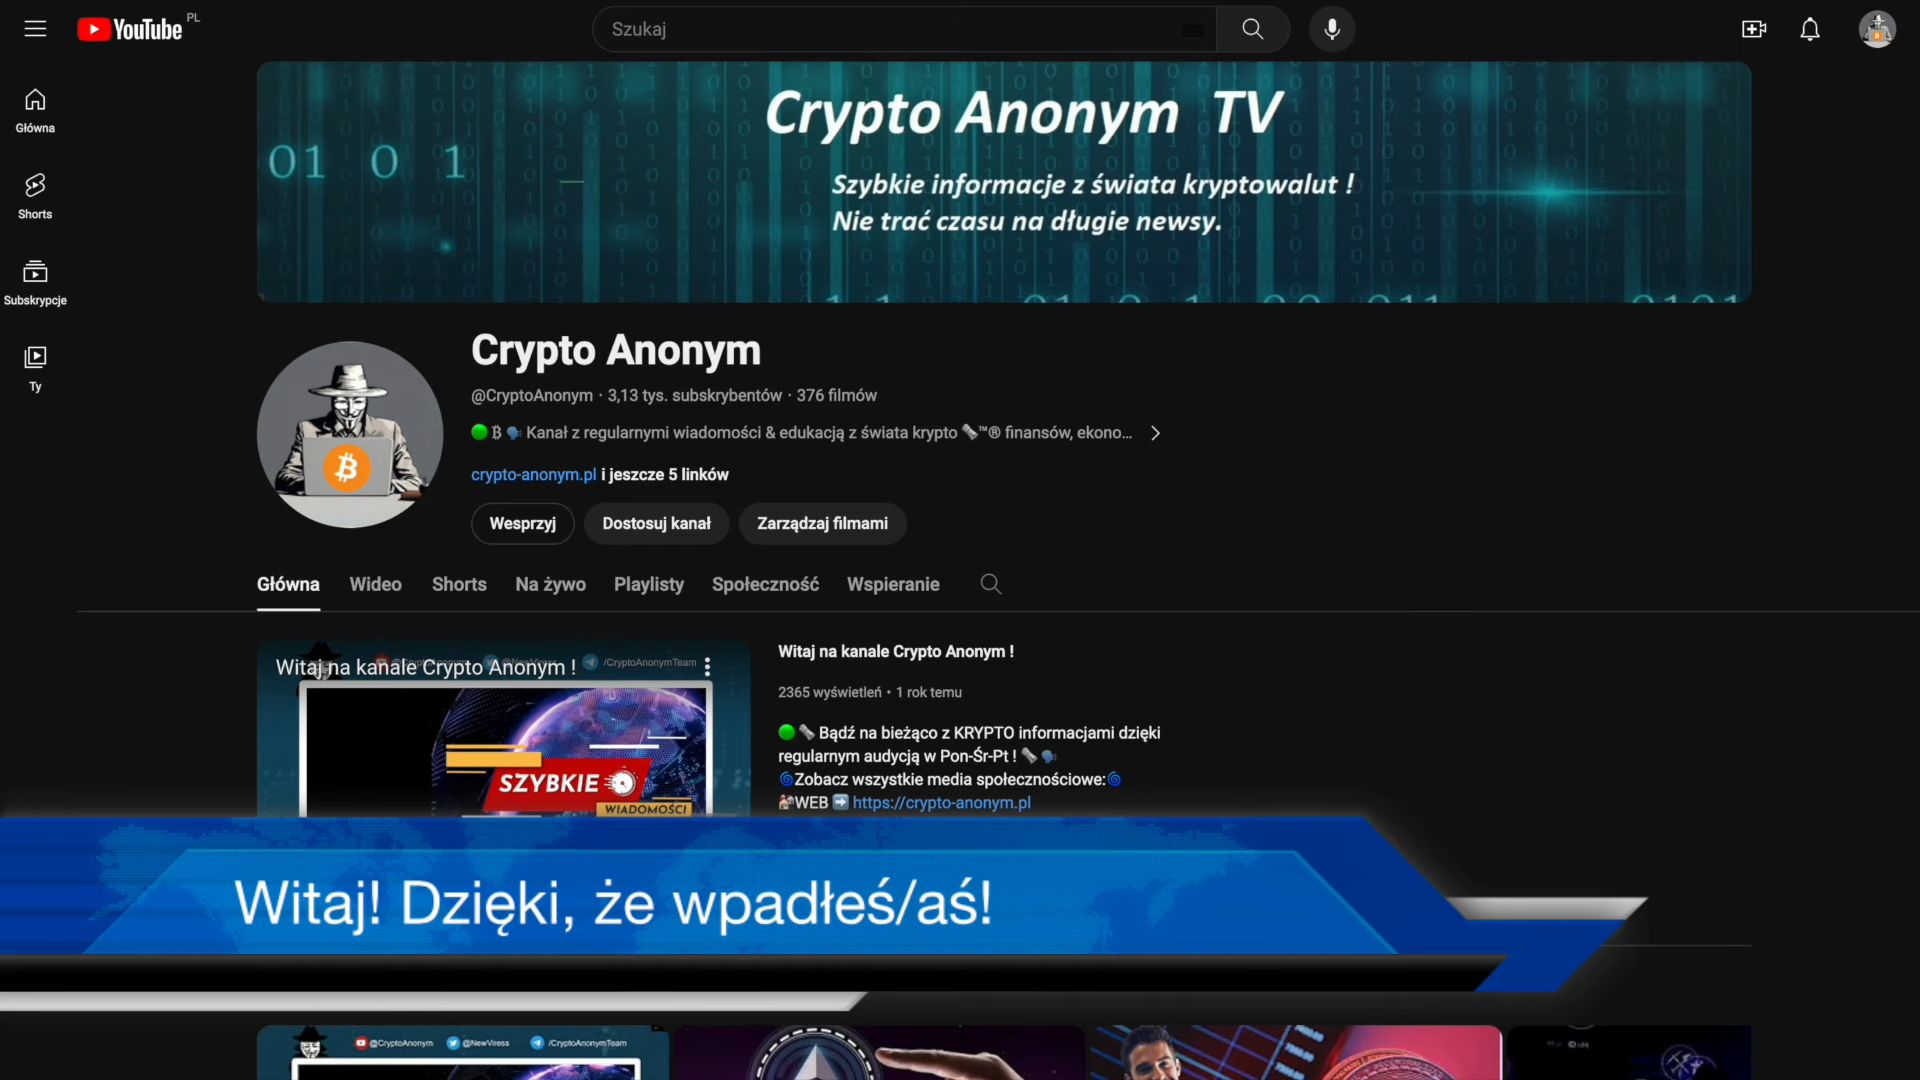 YouTube PL
Szukaj
Główna
Shorts
Subskrypcje
Ty
Crypto Anonym TV
Szybkie informacje z świata kryptowalut !
Nie trać czasu na długie newsy.
01 0 1
Crypto Anonym
@CryptoAnonym · 3,13 tys. subskrybentów · 376 filmów
Kanał z regularnymi wiadomości & edukacją z świata krypto 🗞™® finansów, ekono...
crypto-anonym.pl i jeszcze 5 linków
Wesprzyj Dostosuj kanał Zarządzaj filmami
Główna Wideo Shorts Na żywo Playlisty Społeczność Wspieranie
Witaj na kanale Crypto Anonym !
/CryptoAnonymTeam
SZYBKIE
WIADOMOŚCI
Witaj na kanale Crypto Anonym !
2365 wyświetleń • 1 rok temu
🟢🗞 Bądź na bieżąco z KRYPTO informacjami dzięki
regularnym audycją w Pon-Śr-Pt ! 🗞🗣
🌀Zobacz wszystkie media społecznościowe:🌀
🏠WEB ➡ https://crypto-anonym.pl
Witaj! Dzięki, że wpadłeś/aś!
@CryptoAnonym @NewViress /CryptoAnonymTeam